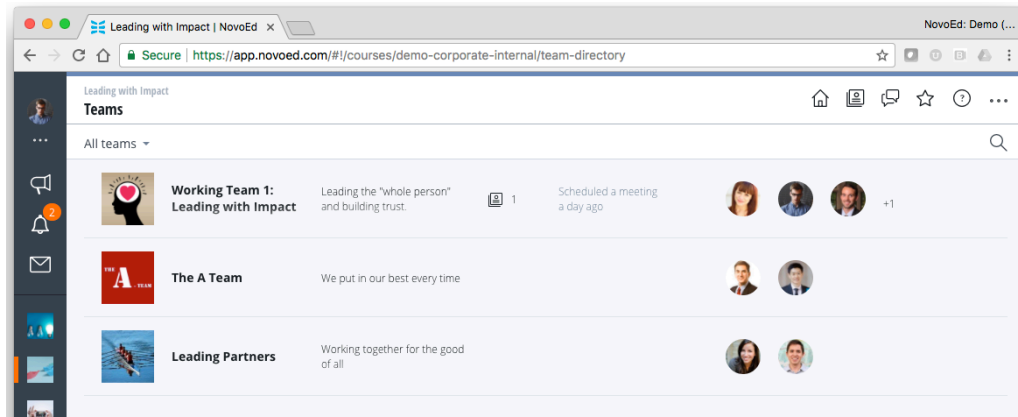 Leading with Impact | NovoEd ×
NovoEd: Demo (...
Secure | https://app.novoed.com/#!/courses/demo-corporate-internal/team-directory
Leading with Impact
Teams
All teams
Working Team 1:
Leading with Impact
Leading the "whole person"
and building trust.
1
Scheduled a meeting
a day ago
+1
2
THE
A
- TEAM
The A Team
We put in our best every time
Leading Partners
Working together for the good
of all